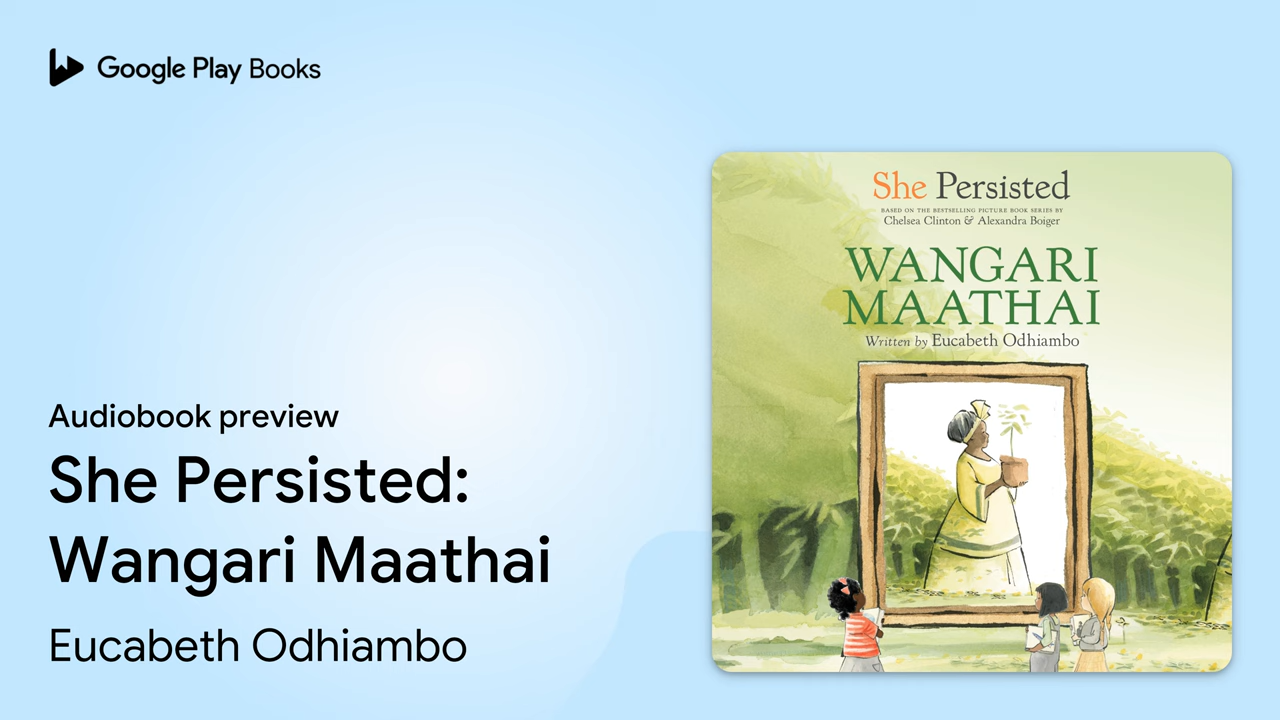 Google Play Books
Audiobook preview
She Persisted:
Wangari Maathai
Eucabeth Odhiambo
She Persisted
BASED ON THE BESTSELLING PICTURE BOOK SERIES BY
Chelsea Clinton & Alexandra Boiger
WANGARI
MAATHAI
Written by Eucabeth Odhiambo